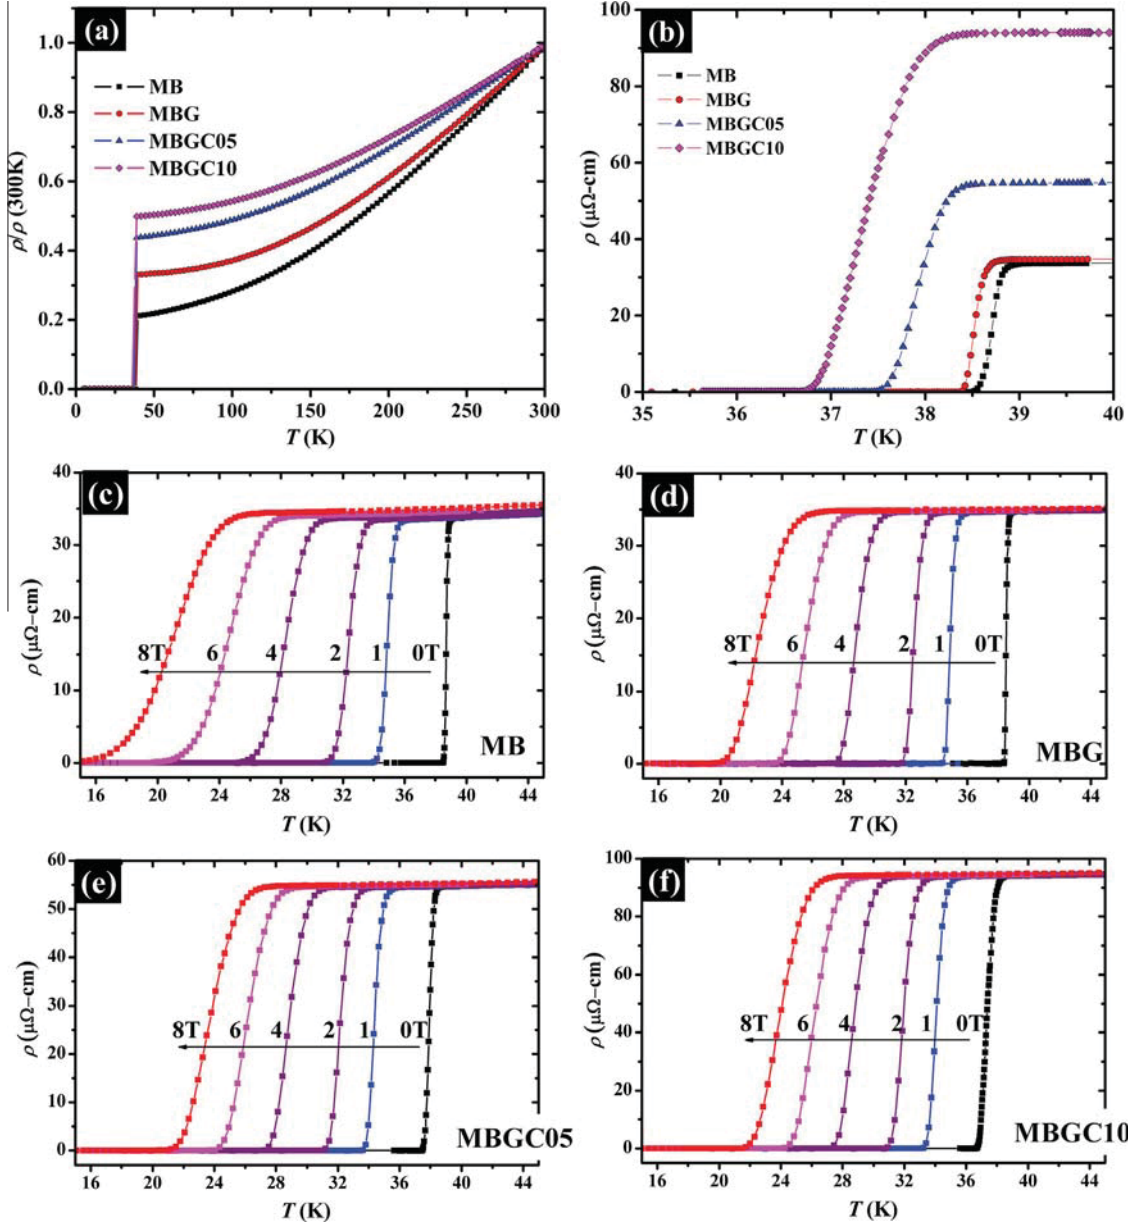 (a)
1.0
0.8
0.6
0.4
0.2
0.0
ρ/ρ (300K)
MB
MBG
MBGC05
MBGC10
0 50 100 150 200 250 300
T (K)
(b)
100
80
60
40
20
0
ρ (μΩ-cm)
MB
MBG
MBGC05
MBGC10
35 36 37 38 39 40
T (K)
(c)
40
30
20
10
0
ρ (μΩ–cm)
8T 6 4 2 1 0T
MB
16 20 24 28 32 36 40 44
T (K)
(d)
40
30
20
10
0
ρ (μΩ–cm)
8T 6 4 2 1 0T
MBG
16 20 24 28 32 36 40 44
T (K)
(e)
60
50
40
30
20
10
0
ρ (μΩ–cm)
8T 6 4 2 1 0T
MBGC05
16 20 24 28 32 36 40 44
T (K)
(f)
100
80
60
40
20
0
ρ (μΩ–cm)
8T 6 4 2 1 0T
MBGC10
16 20 24 28 32 36 40 44
T (K)